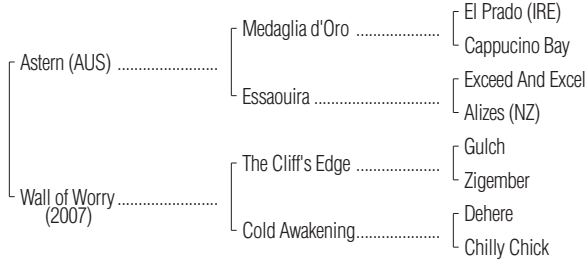 El Prado (IRE)
Medaglia d'Oro
Cappucino Bay
Astern (AUS)
Exceed And Excel
Essaouira
Alizes (NZ)
Gulch
The Cliff's Edge
Zigember
Wall of Worry
(2007)
Dehere
Cold Awakening
Chilly Chick